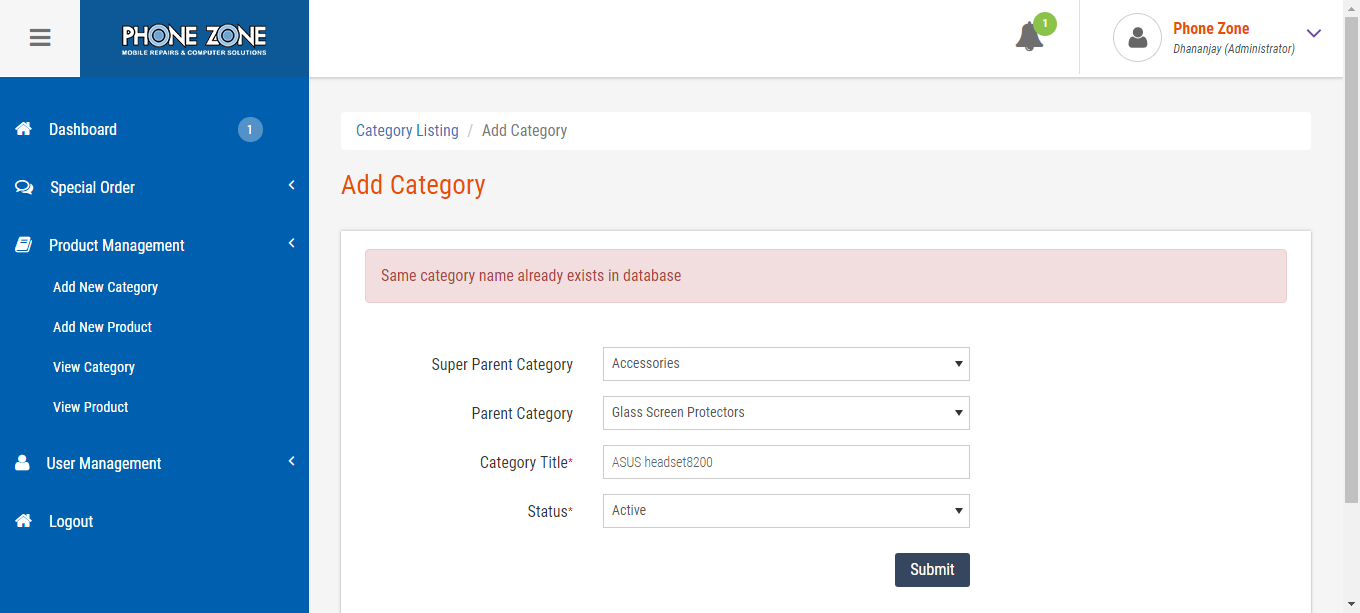 PHONE ZONE
MOBILE REPAIRS & COMPUTER SOLUTIONS
1
Phone Zone
Dhananjay (Administrator)
Dashboard 1
Special Order
Product Management
Add New Category
Add New Product
View Category
View Product
User Management
Logout
Category Listing / Add Category
Add Category
Same category name already exists in database
Super Parent Category Accessories
Parent Category Glass Screen Protectors
Category Title* ASUS headset8200
Status* Active
Submit